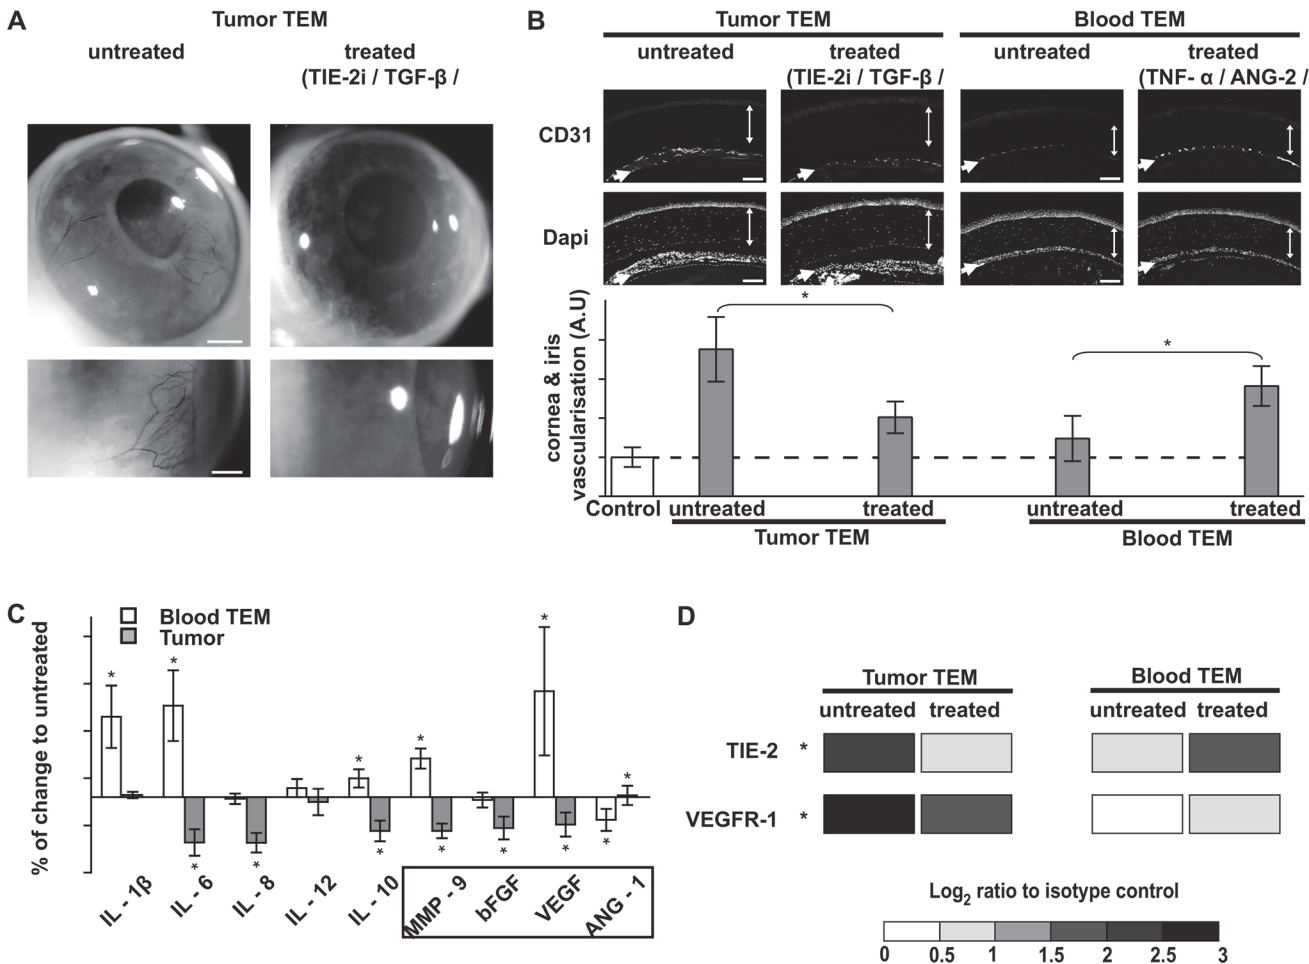 A
Tumor TEM
untreated
treated
(TIE-2i / TGF-β /
B
Tumor TEM
Blood TEM
untreated
treated
(TIE-2i / TGF-β /
untreated
treated
(TNF- α / ANG-2 /
CD31
Dapi
cornea & iris
vascularisation (A.U)
*
*
Control
untreated
treated
untreated
treated
Tumor TEM
Blood TEM
C
Blood TEM
Tumor
% of change to untreated
* * * * * *
* * * * * * *
IL - 1β
IL - 6
IL - 8
IL - 12
IL - 10
MMP - 9
bFGF
VEGF
ANG - 1
D
Tumor TEM
Blood TEM
untreated
treated
untreated
treated
TIE-2 *
VEGFR-1 *
Log2 ratio to isotype control
0 0.5 1 1.5 2 2.5 3